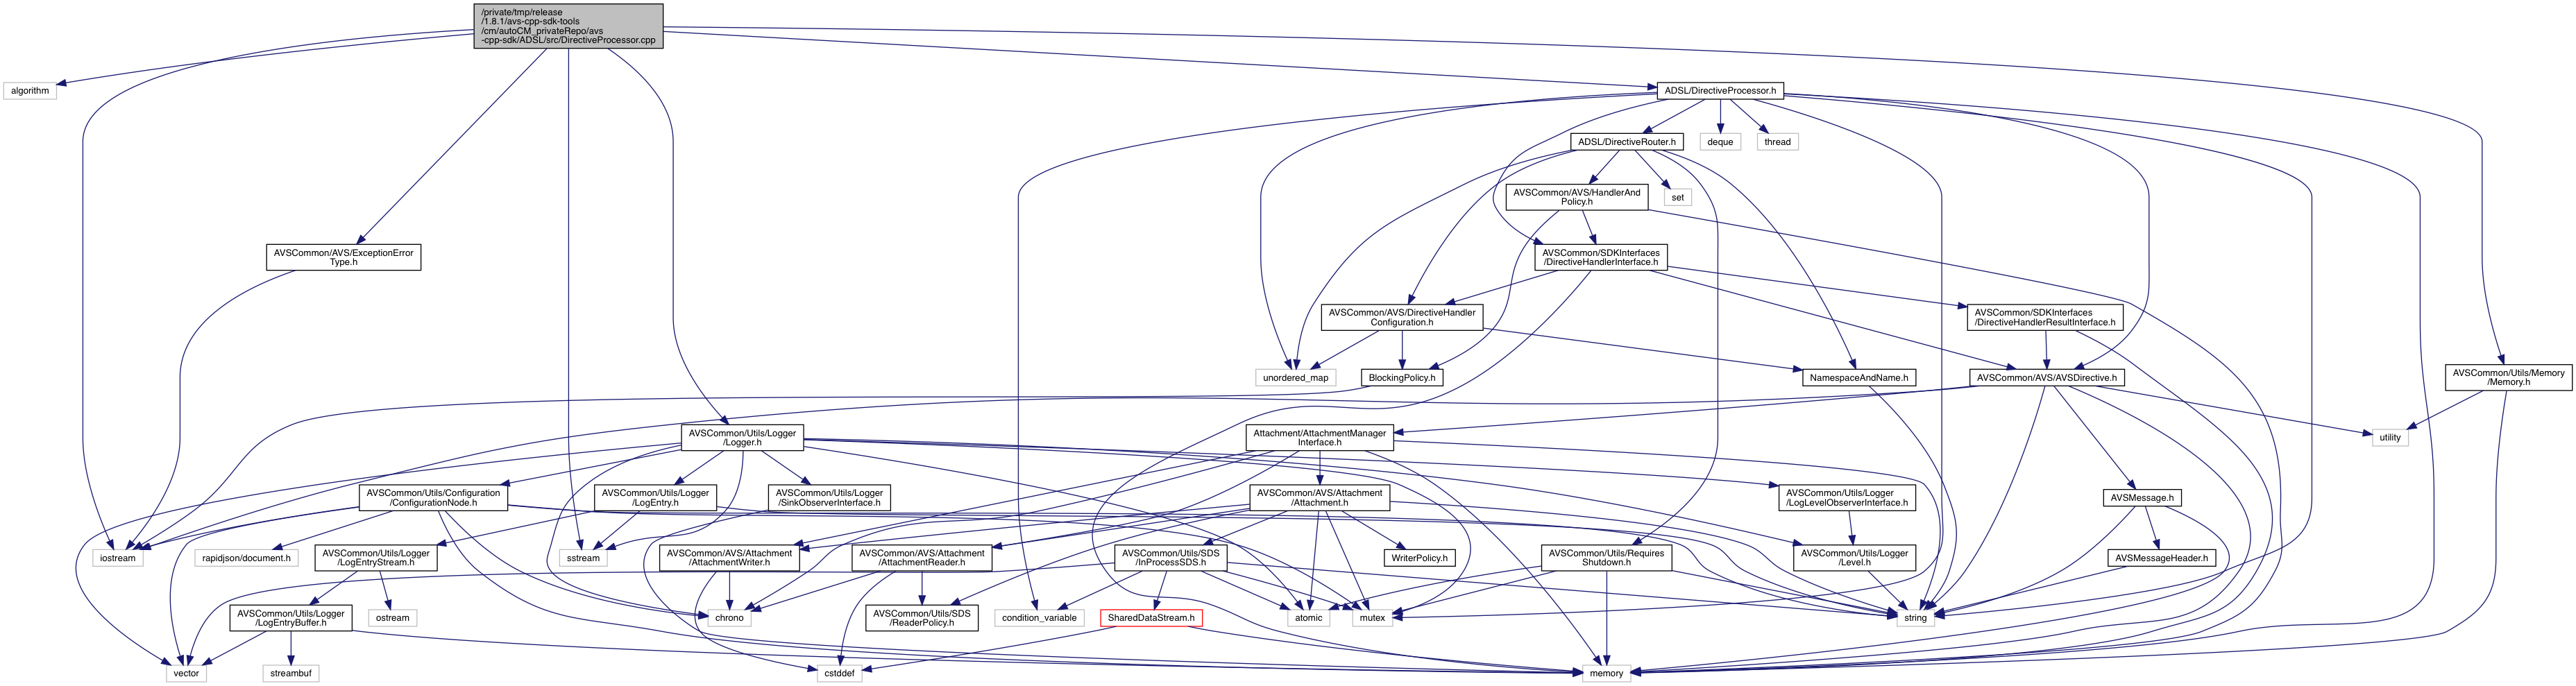 /private/tmp/release
/1.8.1/avs-cpp-sdk-tools
/cm/autoCM_privateRepo/avs
-cpp-sdk/ADSL/src/DirectiveProcessor.cpp
algorithm
ADSL/DirectiveProcessor.h
ADSL/DirectiveRouter.h
deque
thread
AVSCommon/AVS/HandlerAnd
Policy.h
set
AVSCommon/AVS/ExceptionError
Type.h
AVSCommon/SDKInterfaces
/DirectiveHandlerInterface.h
AVSCommon/AVS/DirectiveHandler
Configuration.h
AVSCommon/SDKInterfaces
/DirectiveHandlerResultInterface.h
unordered_map
BlockingPolicy.h
NamespaceAndName.h
AVSCommon/AVS/AVSDirective.h
AVSCommon/Utils/Memory
/Memory.h
AVSCommon/Utils/Logger
/Logger.h
Attachment/AttachmentManager
Interface.h
utility
AVSCommon/Utils/Configuration
/ConfigurationNode.h
AVSCommon/Utils/Logger
/LogEntry.h
AVSCommon/Utils/Logger
/SinkObserverInterface.h
AVSCommon/AVS/Attachment
/Attachment.h
AVSCommon/Utils/Logger
/LogLevelObserverInterface.h
AVSMessage.h
iostream
rapidjson/document.h
AVSCommon/Utils/Logger
/LogEntryStream.h
sstream
AVSCommon/AVS/Attachment
/AttachmentWriter.h
AVSCommon/AVS/Attachment
/AttachmentReader.h
AVSCommon/Utils/SDS
/InProcessSDS.h
WriterPolicy.h
AVSCommon/Utils/Requires
Shutdown.h
AVSCommon/Utils/Logger
/Level.h
AVSMessageHeader.h
AVSCommon/Utils/Logger
/LogEntryBuffer.h
ostream
chrono
AVSCommon/Utils/SDS
/ReaderPolicy.h
condition_variable
SharedDataStream.h
atomic
mutex
string
vector
streambuf
cstddef
memory